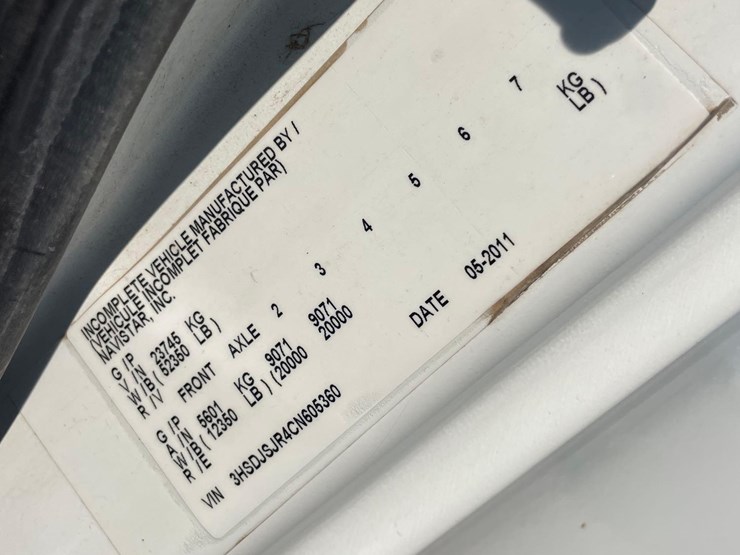 INCOMPLETE VEHICLE MANUFACTURED BY /
(VEHICULE INCOMPLET FABRIQUE PAR)
NAVISTAR, INC.
G /P
V /N 23745 KG
W/B( 52350 LB )
R /V FRONT AXLE 2 3 4 5 6 7
G /P
A /N 5601 KG 9071 9071 KG
W/B( 12350 LB ) (20000 20000 LB )
R /E
VIN 3HSDJSJR4CN605360 DATE 05-2011